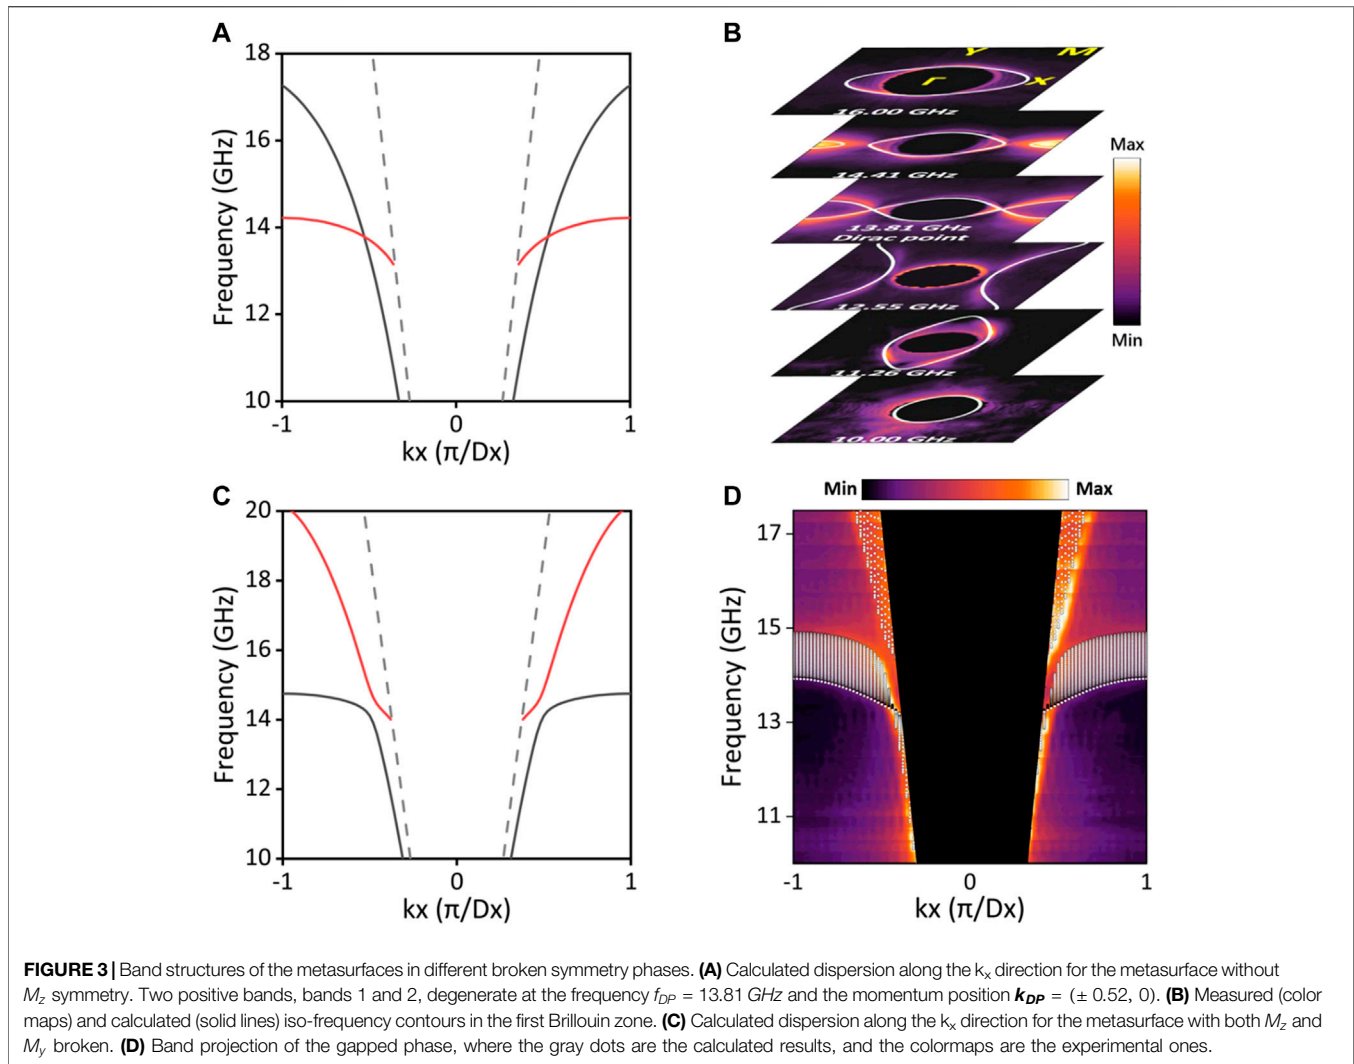 A
18
16
14
12
10
Frequency (GHz)
-1
0
1
kx (π/Dx)
B
Y
M
Γ
X
16.00 GHz
14.41 GHz
13.81 GHz
Dirac point
12.55 GHz
11.26 GHz
10.00 GHz
Max
Min
C
20
18
16
14
12
10
Frequency (GHz)
-1
0
1
kx (π/Dx)
D
Min
Max
17
15
13
11
Frequency (GHz)
-1
0
1
kx (π/Dx)
FIGURE 3 | Band structures of the metasurfaces in different broken symmetry phases. (A) Calculated dispersion along the kₓ direction for the metasurface without
M_z symmetry. Two positive bands, bands 1 and 2, degenerate at the frequency f_DP = 13.81 GHz and the momentum position k_DP = (± 0.52, 0). (B) Measured (color
maps) and calculated (solid lines) iso-frequency contours in the first Brillouin zone. (C) Calculated dispersion along the kₓ direction for the metasurface with both M_z and
M_y broken. (D) Band projection of the gapped phase, where the gray dots are the calculated results, and the colormaps are the experimental ones.